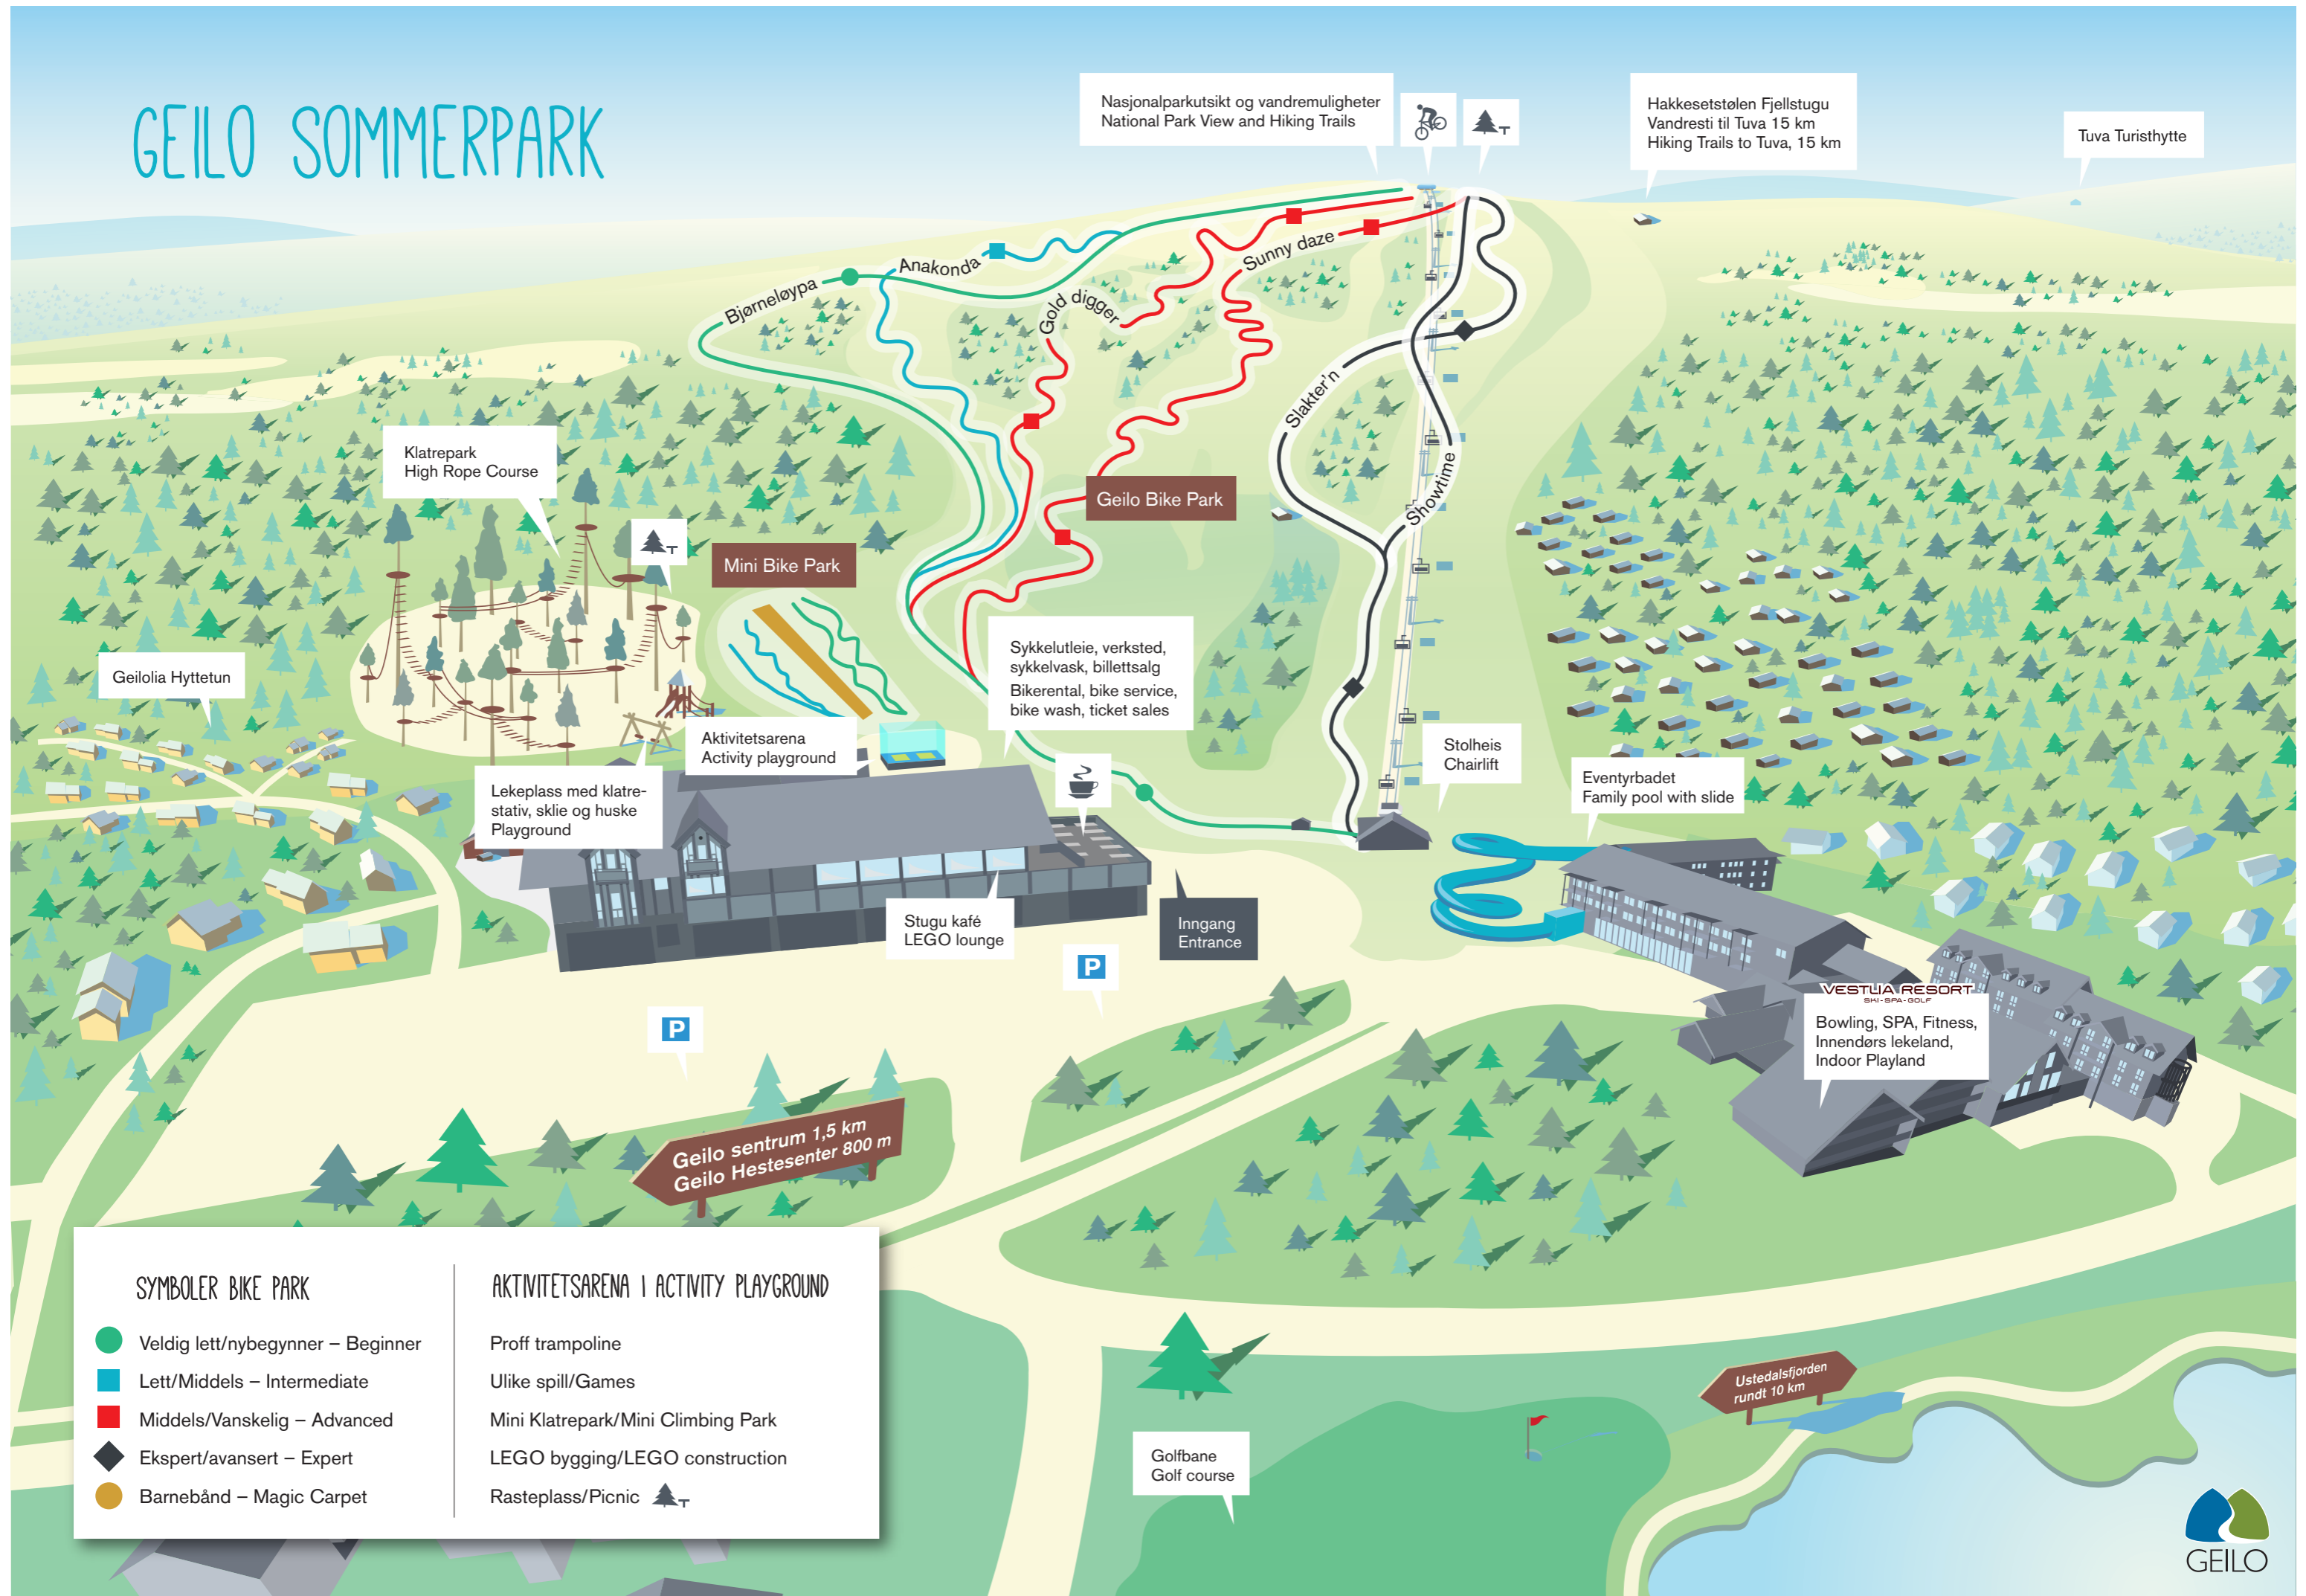 GEILO SOMMERPARK
Nasjonalparkutsikt og vandremuligheter
National Park View and Hiking Trails
Hakkesetstølen Fjellstugu
Vandresti til Tuva 15 km
Hiking Trails to Tuva, 15 km
Tuva Turisthytte
Bjørneløypa
Anakonda
Gold digger
Sunny daze
Slakter'n
Showtime
Klatrepark
High Rope Course
Geilo Bike Park
Mini Bike Park
Geilolia Hyttetun
Sykkelutleie, verksted,
sykkelvask, billettsalg
Bikerental, bike service,
bike wash, ticket sales
Aktivitetsarena
Activity playground
Stolheis
Chairlift
Lekeplass med klatre-
stativ, sklie og huske
Playground
Eventyrbadet
Family pool with slide
Stugu kafé
LEGO lounge
Inngang
Entrance
P
P
VESTLIA RESORT
SKI-SPA-GOLF
Bowling, SPA, Fitness,
Innendørs lekeland,
Indoor Playland
Geilo sentrum 1,5 km
Geilo Hestesenter 800 m
SYMBOLER BIKE PARK
Veldig lett/nybegynner – Beginner
Lett/Middels – Intermediate
Middels/Vanskelig – Advanced
Ekspert/avansert – Expert
Barnebånd – Magic Carpet
AKTIVITETSARENA I ACTIVITY PLAYGROUND
Proff trampoline
Ulike spill/Games
Mini Klatrepark/Mini Climbing Park
LEGO bygging/LEGO construction
Rasteplass/Picnic
Ustedalsfjorden
rundt 10 km
Golfbane
Golf course
GEILO